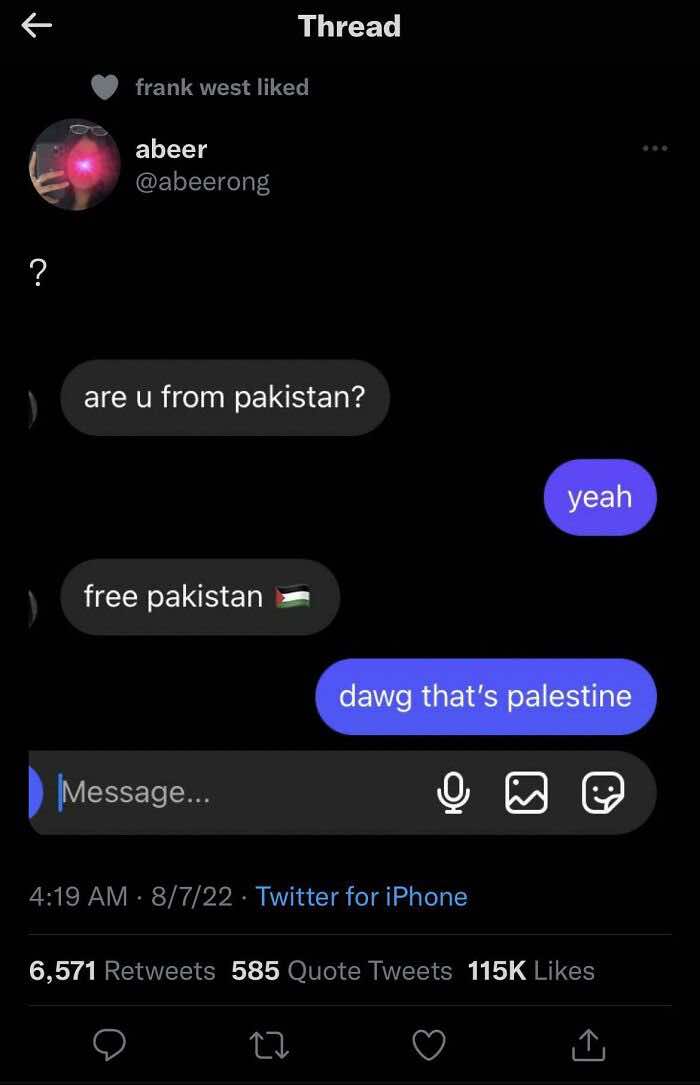 Thread
frank west liked
abeer
@abeerong
?
are u from pakistan?
yeah
free pakistan 🇵🇸
dawg that's palestine
Message...
4:19 AM · 8/7/22 · Twitter for iPhone
6,571 Retweets 585 Quote Tweets 115K Likes